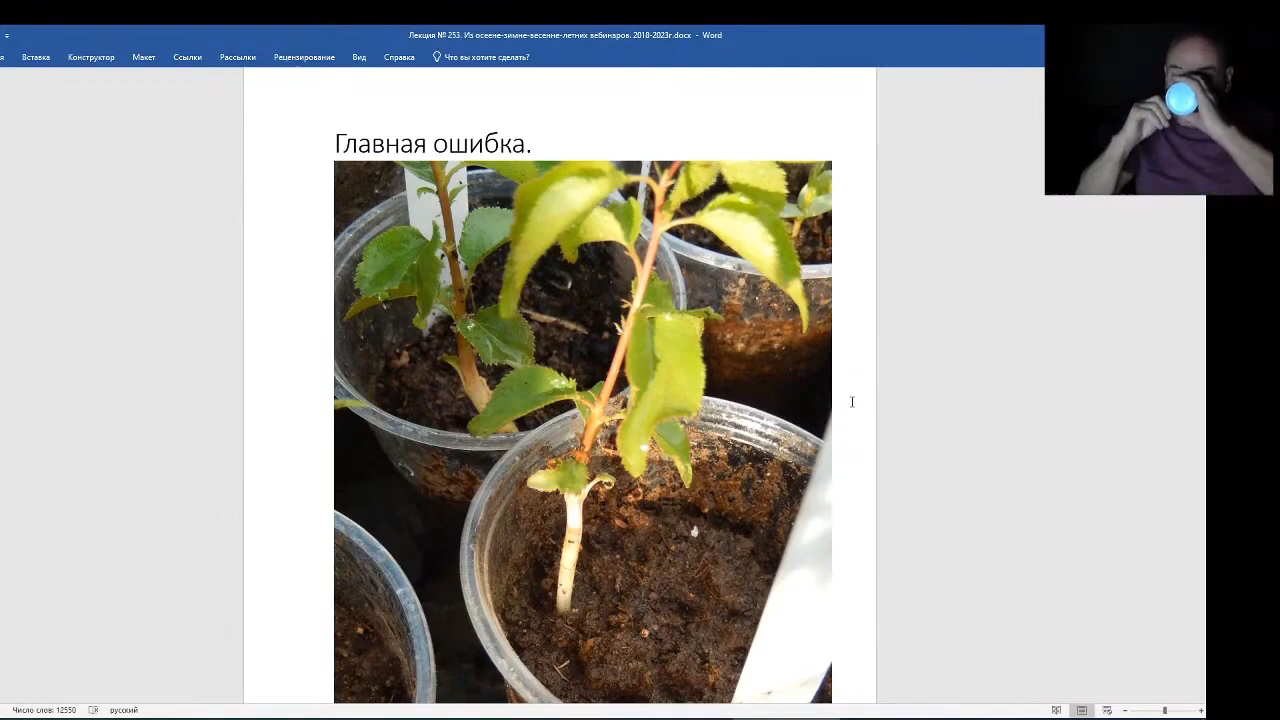 Лекция № 253. Из осеене-зимне-весенне-летних вебинаров. 2018-2023г.docx - Word
Вставка Конструктор Макет Ссылки Рассылки Рецензирование Вид Справка Что вы хотите сделать?
Главная ошибка.
Число слов: 12550 русский